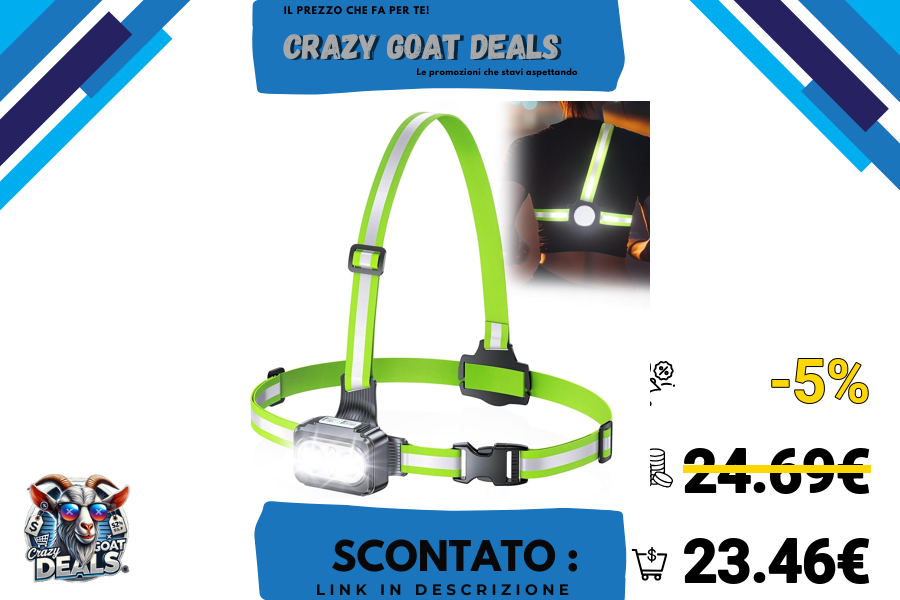 IL PREZZO CHE FA PER TE!
CRAZY GOAT DEALS
Le promozioni che stavi aspettando
-5%
24.69€
23.46€
SCONTATO :
LINK IN DESCRIZIONE
Crazy
GOAT
DEALS